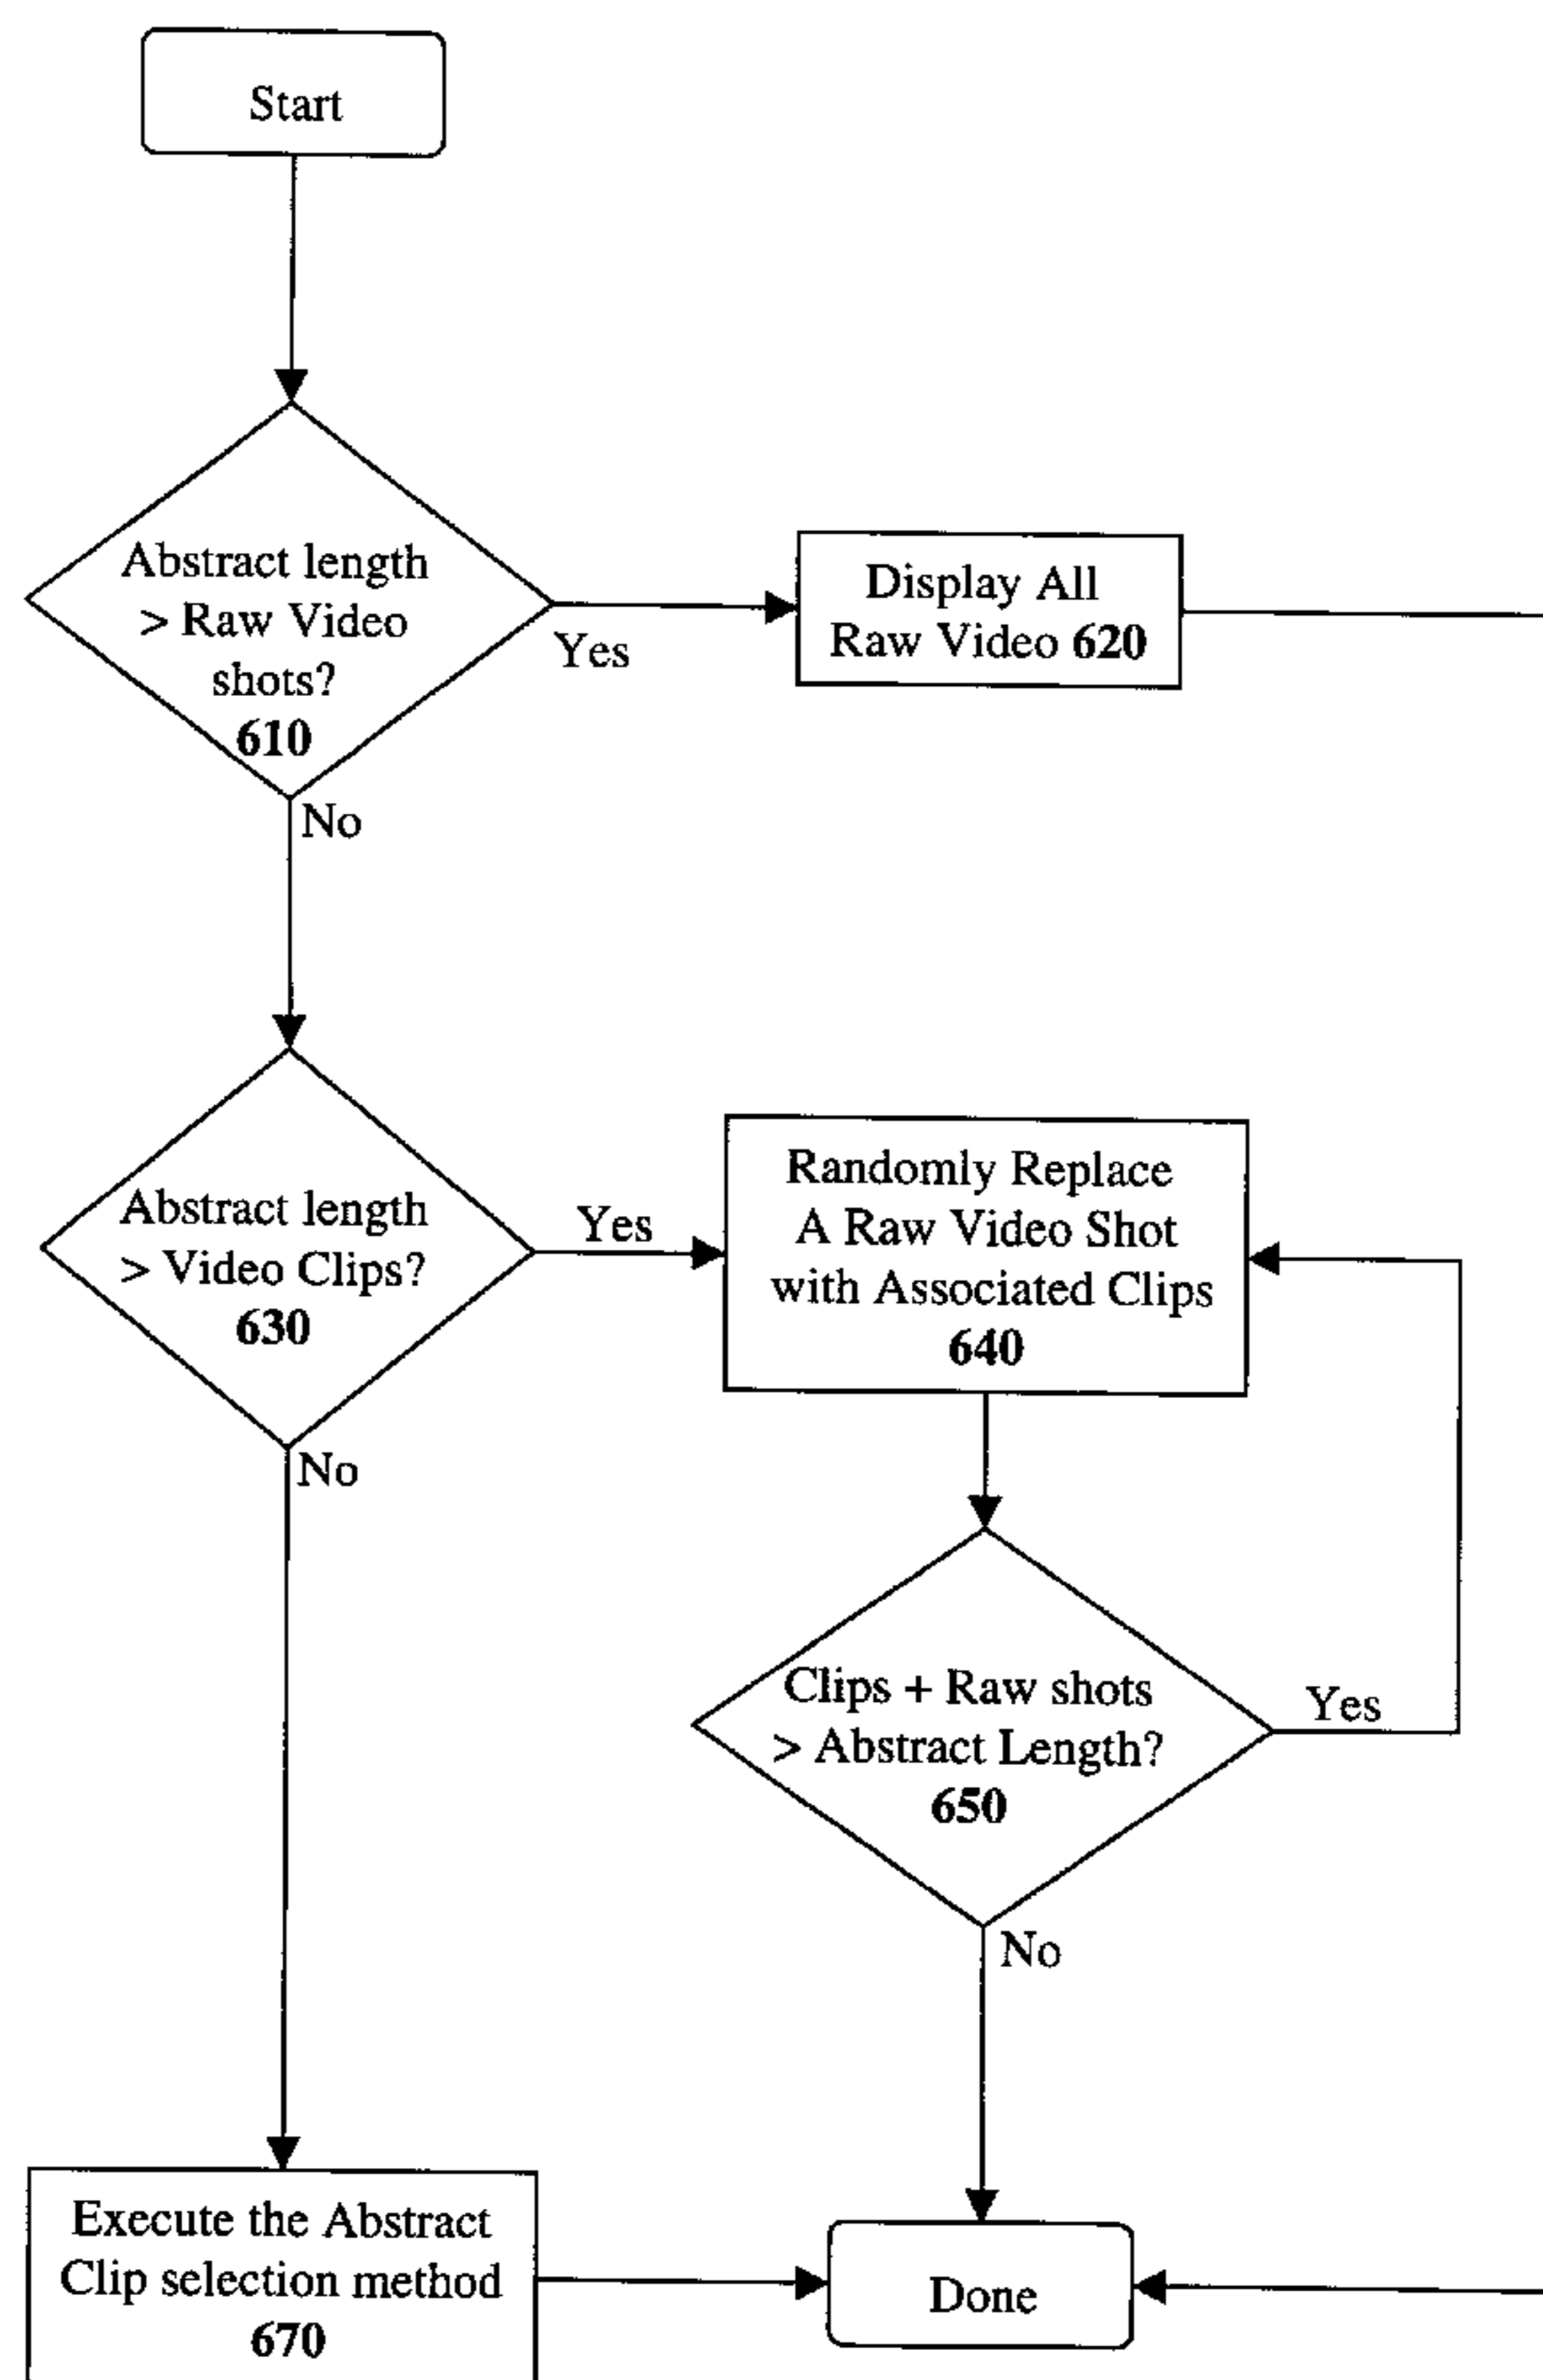 Start
Abstract length
> Raw Video
shots?
610
Yes
No
Display All
Raw Video 620
Abstract length
> Video Clips?
630
Yes
No
Randomly Replace
A Raw Video Shot
with Associated Clips
640
Clips + Raw shots
> Abstract Length?
650
Yes
No
Execute the Abstract
Clip selection method
670
Done